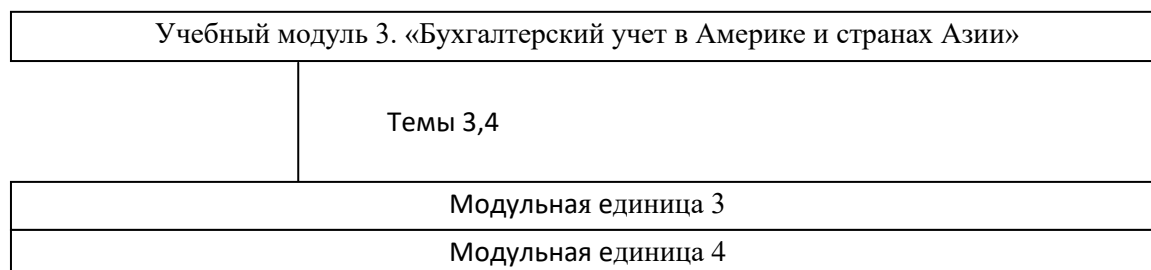 Учебный модуль 3. «Бухгалтерский учет в Америке и странах Азии»
Темы 3,4
Модульная единица 3
Модульная единица 4